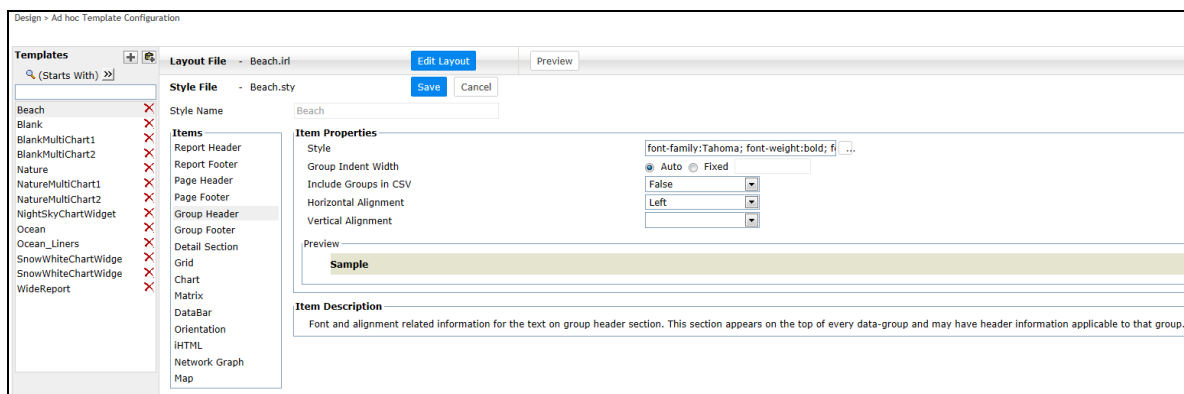 Design > Ad hoc Template Configuration
Templates
(Starts With) >>
Beach
Blank
BlankMultiChart1
BlankMultiChart2
Nature
NatureMultiChart1
NatureMultiChart2
NightSkyChartWidget
Ocean
Ocean_Liners
SnowWhiteChartWidge
SnowWhiteChartWidge
WideReport
Layout File - Beach.irl Edit Layout Preview
Style File - Beach.sty Save Cancel
Style Name Beach
Items
Report Header
Report Footer
Page Header
Page Footer
Group Header
Group Footer
Detail Section
Grid
Chart
Matrix
DataBar
Orientation
iHTML
Network Graph
Map
Item Properties
Style font-family:Tahoma; font-weight:bold; f ...
Group Indent Width Auto Fixed
Include Groups in CSV False
Horizontal Alignment Left
Vertical Alignment
Preview
Sample
Item Description
Font and alignment related information for the text on group header section. This section appears on the top of every data-group and may have header information applicable to that group.